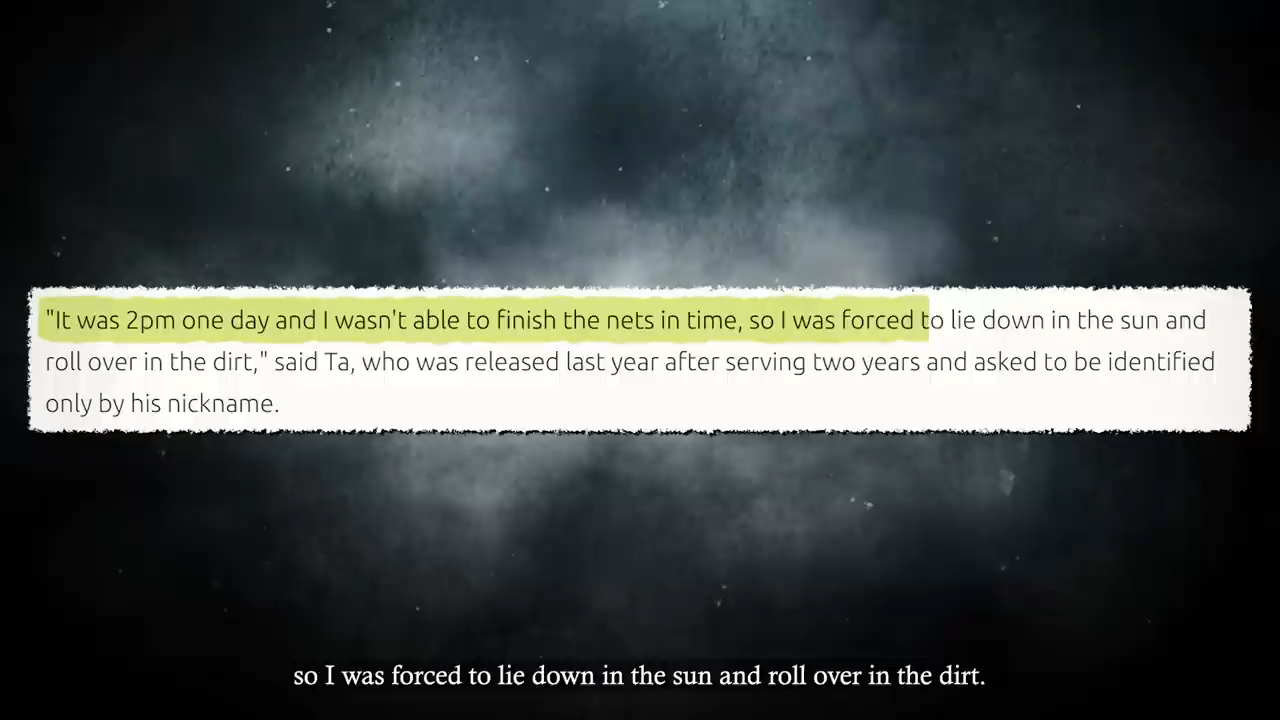 "It was 2pm one day and I wasn't able to finish the nets in time, so I was forced to lie down in the sun and
roll over in the dirt," said Ta, who was released last year after serving two years and asked to be identified
only by his nickname.
so I was forced to lie down in the sun and roll over in the dirt.